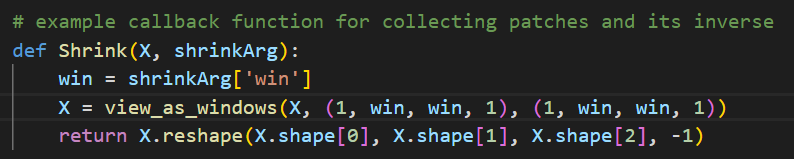 # example callback function for collecting patches and its inverse
def Shrink(X, shrinkArg):
    win = shrinkArg['win']
    X = view_as_windows(X, (1, win, win, 1), (1, win, win, 1))
    return X.reshape(X.shape[0], X.shape[1], X.shape[2], -1)